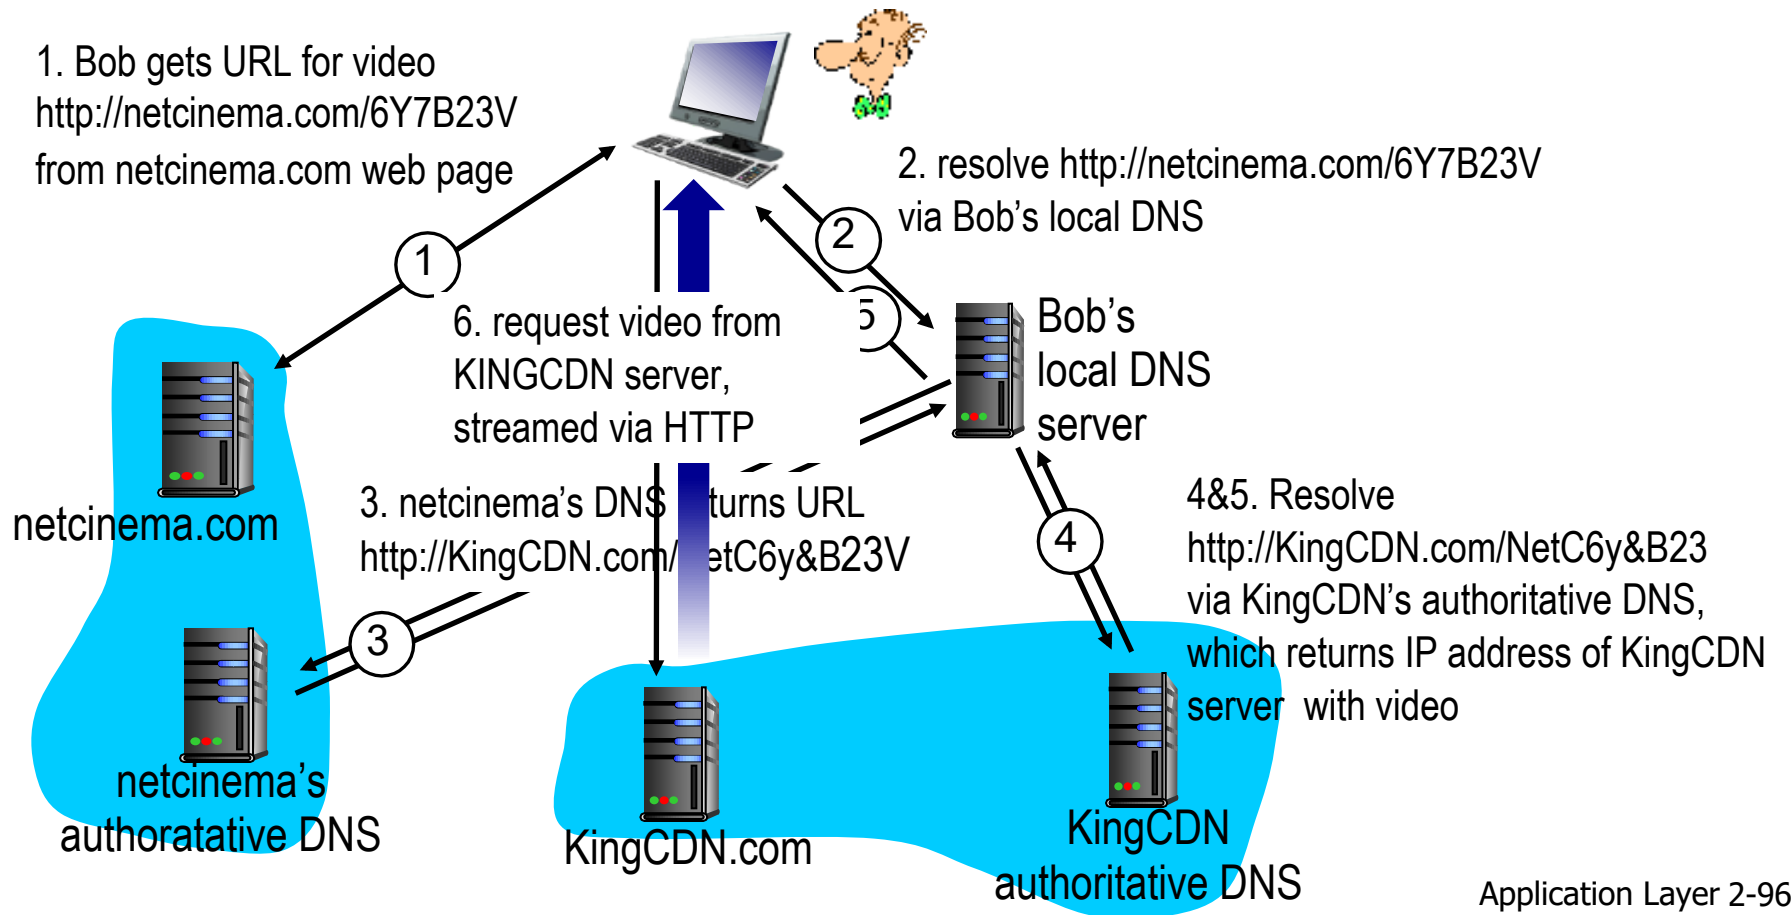 1. Bob gets URL for video
http://netcinema.com/6Y7B23V
from netcinema.com web page
2. resolve http://netcinema.com/6Y7B23V
via Bob's local DNS
1
2
5
6. request video from
KINGCDN server,
streamed via HTTP
Bob's
local DNS
server
3. netcinema's DNS turns URL
http://KingCDN.com/ etC6y&B23V
netcinema.com
4
4&5. Resolve
http://KingCDN.com/NetC6y&B23
via KingCDN's authoritative DNS,
which returns IP address of KingCDN
server with video
3
netcinema's
authoratative DNS
KingCDN.com
KingCDN
authoritative DNS
Application Layer 2-96